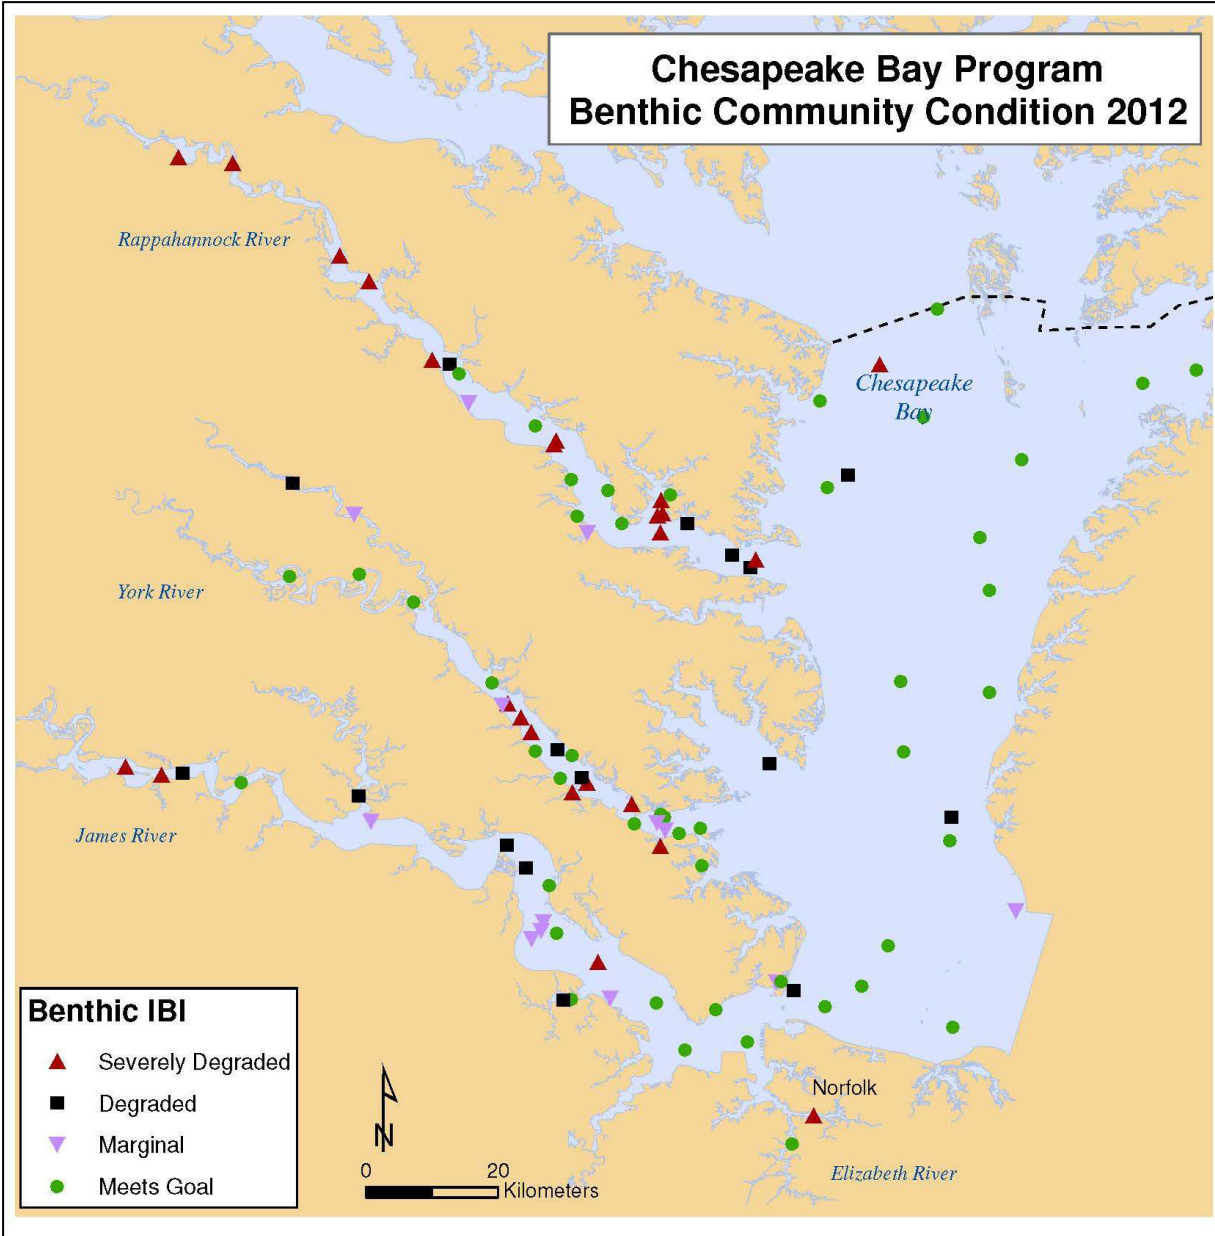 Chesapeake Bay Program
Benthic Community Condition 2012
Rappahannock River
Chesapeake
Bay
York River
James River
Benthic IBI
Severely Degraded
Degraded
Marginal
Meets Goal
N
0 20
Kilometers
Norfolk
Elizabeth River